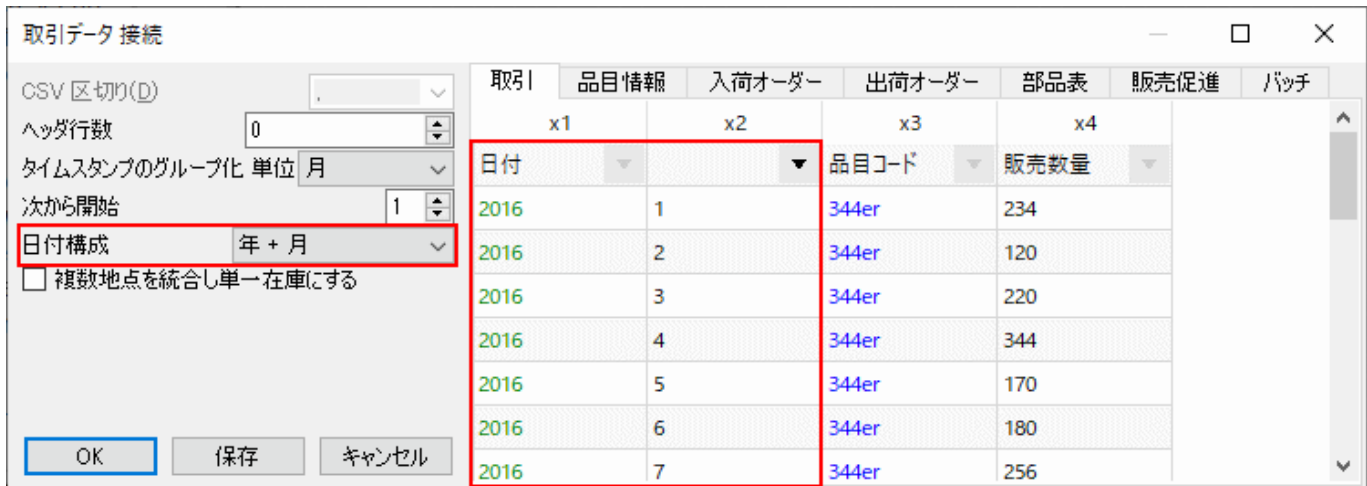 取引データ 接続
CSV 区切り(D)
,
ヘッダ行数 0
タイムスタンプのグループ化 単位 月
次から開始 1
日付構成 年 + 月
複数地点を統合し単一在庫にする
OK 保存 キャンセル
取引 品目情報 入荷オーダー 出荷オーダー 部品表 販売促進 バッチ
x1 x2 x3 x4
日付 品目コード 販売数量
2016 1 344er 234
2016 2 344er 120
2016 3 344er 220
2016 4 344er 344
2016 5 344er 170
2016 6 344er 180
2016 7 344er 256